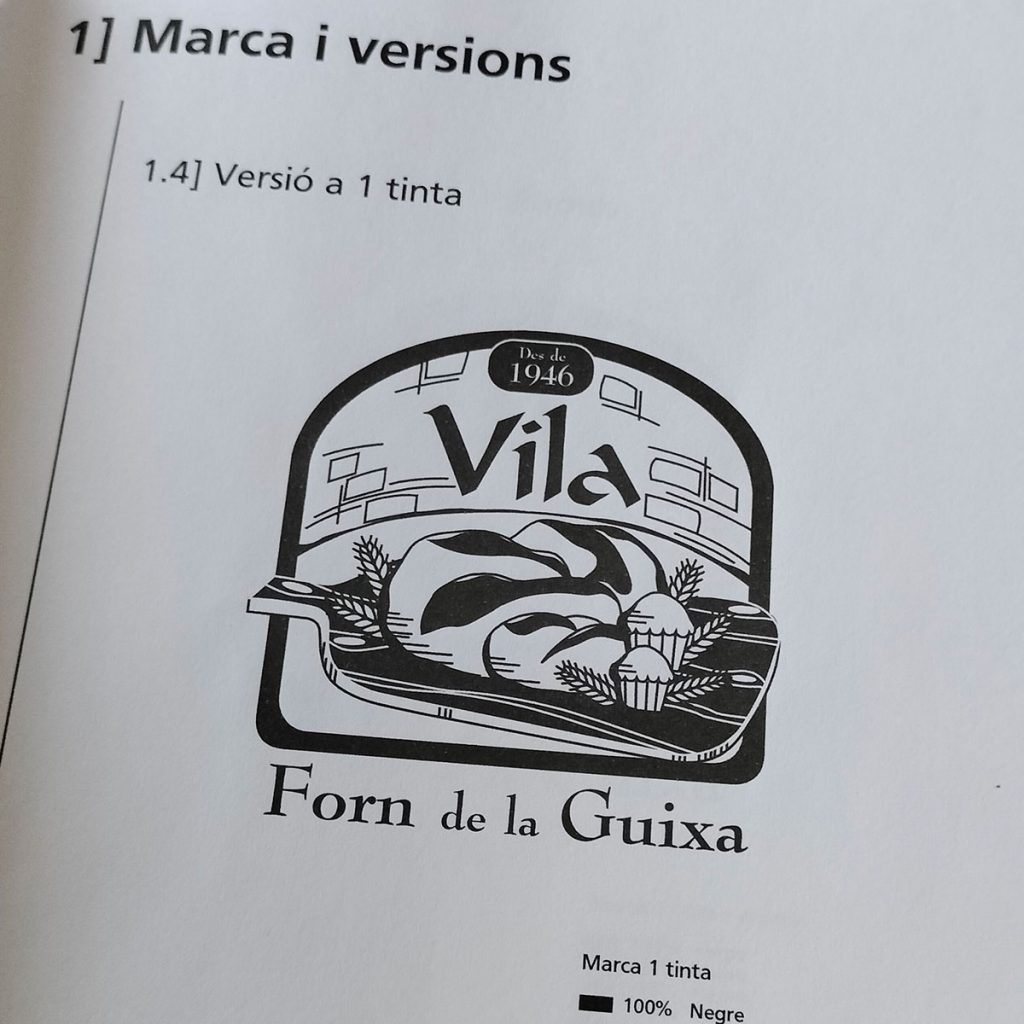 1] Marca i versions
1.4] Versió a 1 tinta
Des de
1946
Vila
Forn de la Guixa
Marca 1 tinta
100% Negre